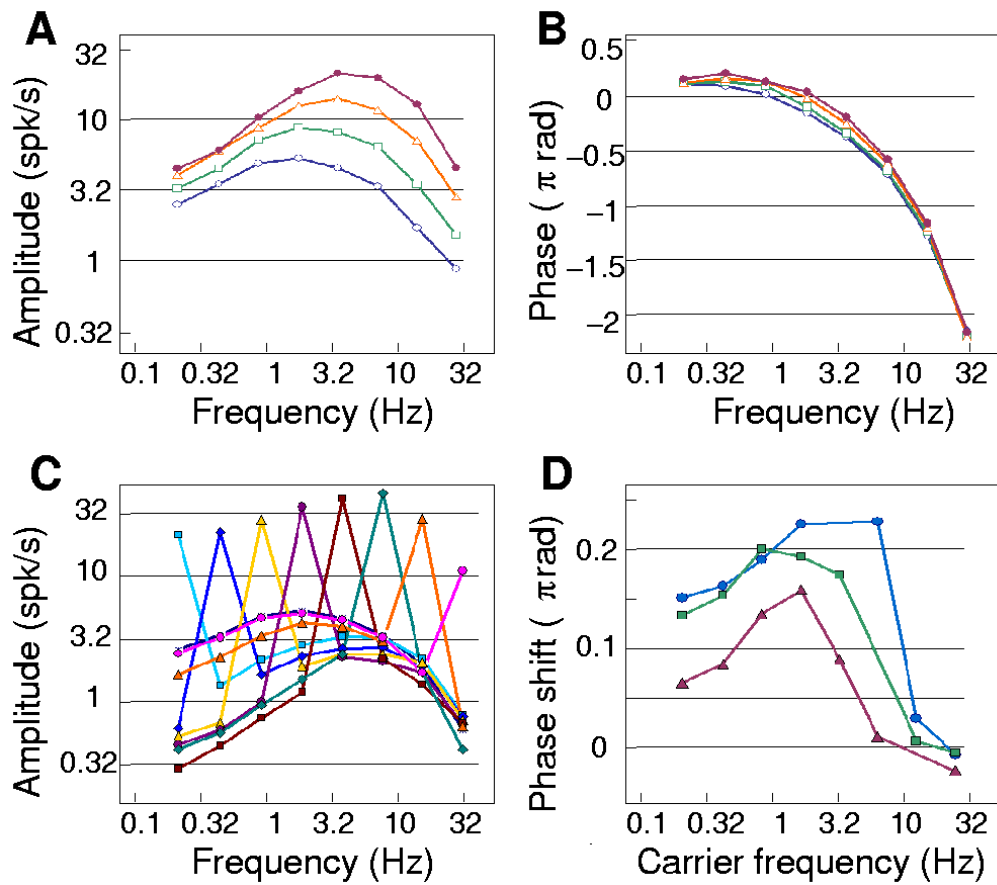 A
Amplitude (spk/s)
32
10
3.2
1
0.32
0.1 0.32 1 3.2 10 32
Frequency (Hz)
B
Phase ( π rad)
0.5
0
−0.5
−1
−1.5
−2
0.1 0.32 1 3.2 10 32
Frequency (Hz)
C
Amplitude (spk/s)
32
10
3.2
1
0.32
0.1 0.32 1 3.2 10 32
Frequency (Hz)
D
Phase shift ( π rad)
0.2
0.1
0
0.1 0.32 1 3.2 10 32
Carrier frequency (Hz)